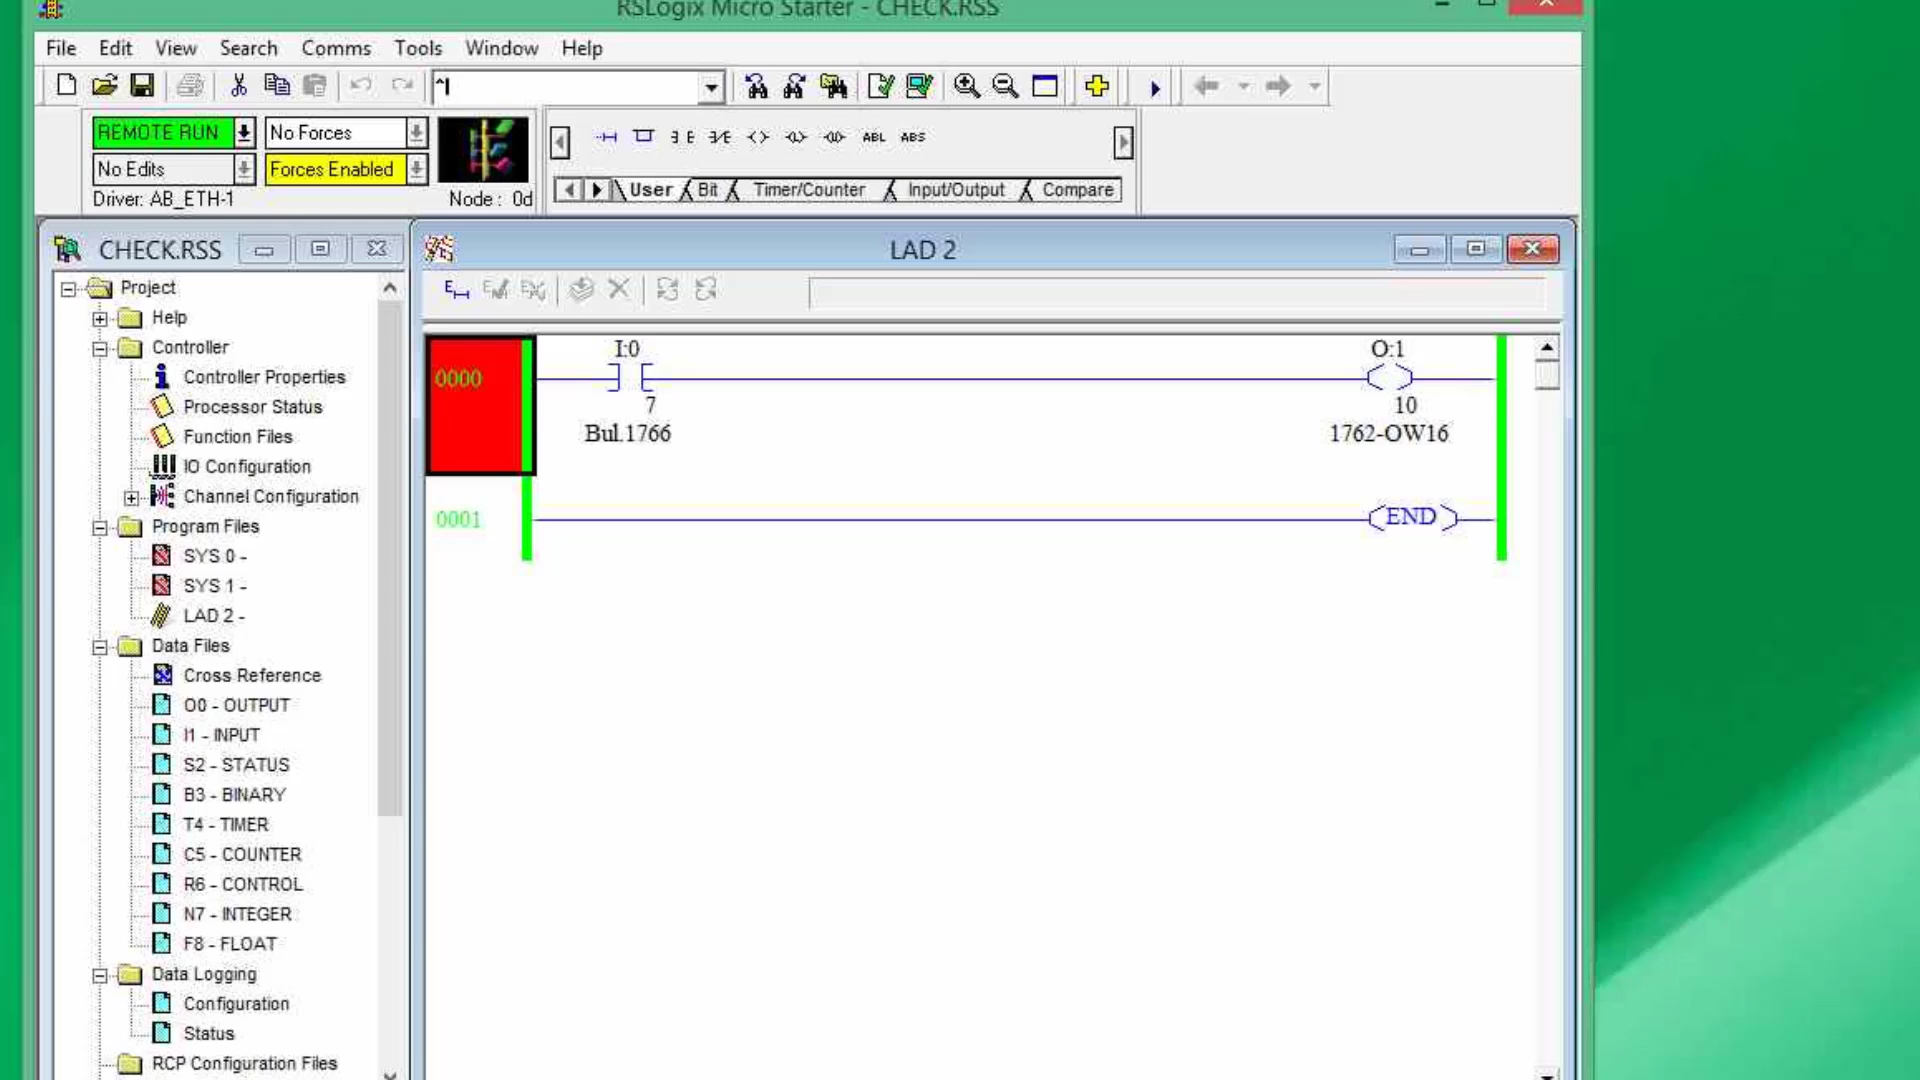 RSLogix Micro Starter - CHECK.RSS
File Edit View Search Comms Tools Window Help
^I
REMOTE RUN No Forces
No Edits Forces Enabled
Driver: AB_ETH-1 Node : 0d
ABL ABS
User Bit Timer/Counter Input/Output Compare
CHECK.RSS
Project
Help
Controller
Controller Properties
Processor Status
Function Files
IO Configuration
Channel Configuration
Program Files
SYS 0 -
SYS 1 -
LAD 2 -
Data Files
Cross Reference
O0 - OUTPUT
I1 - INPUT
S2 - STATUS
B3 - BINARY
T4 - TIMER
C5 - COUNTER
R6 - CONTROL
N7 - INTEGER
F8 - FLOAT
Data Logging
Configuration
Status
RCP Configuration Files
LAD 2
I:0 O:1
0000
7 10
Bul.1766 1762-OW16
0001 END